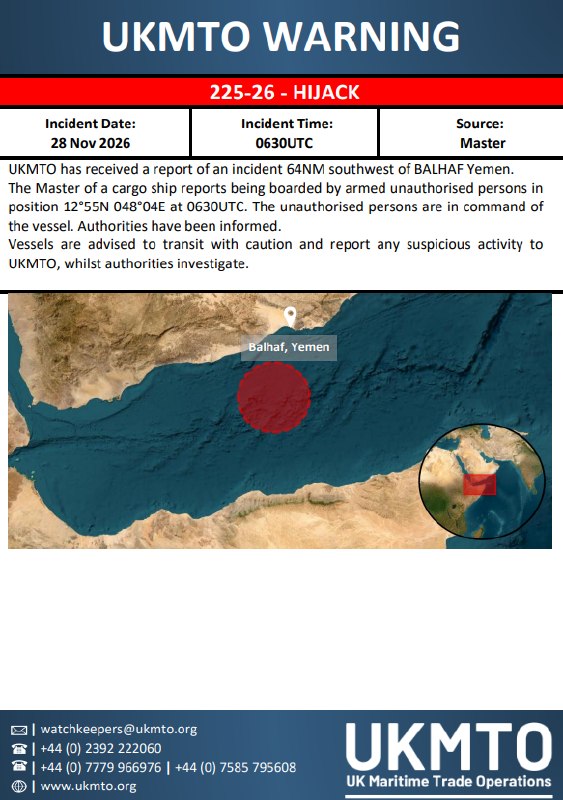 UKMTO WARNING
225-26 - HIJACK
Incident Date:
28 Nov 2026
Incident Time:
0630UTC
Source:
Master
UKMTO has received a report of an incident 64NM southwest of BALHAF Yemen.
The Master of a cargo ship reports being boarded by armed unauthorised persons in
position 12°55N 048°04E at 0630UTC. The unauthorised persons are in command of
the vessel. Authorities have been informed.
Vessels are advised to transit with caution and report any suspicious activity to
UKMTO, whilst authorities investigate.
Balhaf, Yemen
| watchkeepers@ukmto.org
| +44 (0) 2392 222060
| +44 (0) 7779 966976 | +44 (0) 7585 795608
| www.ukmto.org
UKMTO
UK Maritime Trade Operations